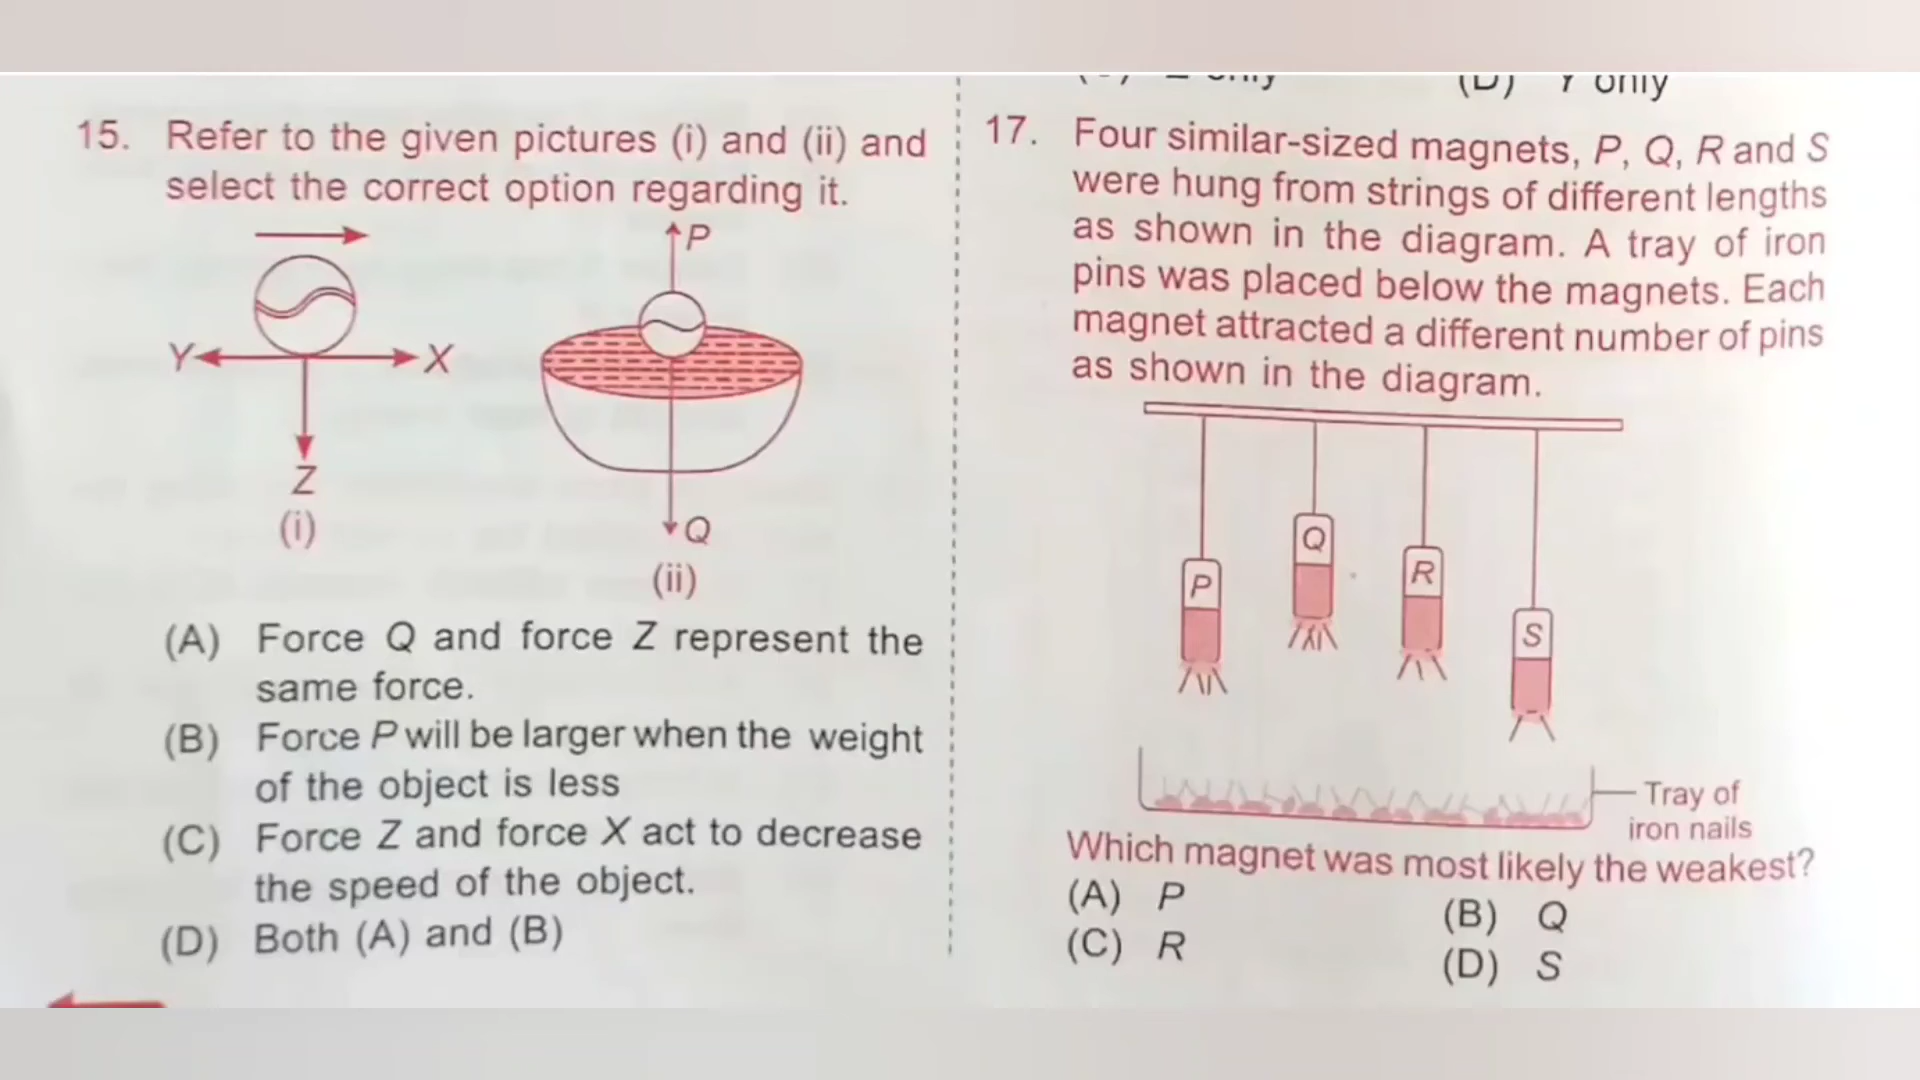 15. Refer to the given pictures (i) and (ii) and
select the correct option regarding it.
P
Y
X
Z
(i)
Q
(ii)
(A) Force Q and force Z represent the
same force.
(B) Force P will be larger when the weight
of the object is less
(C) Force Z and force X act to decrease
the speed of the object.
(D) Both (A) and (B)
only
(D) Y only
17. Four similar-sized magnets, P, Q, R and S
were hung from strings of different lengths
as shown in the diagram. A tray of iron
pins was placed below the magnets. Each
magnet attracted a different number of pins
as shown in the diagram.
P
Q
R
S
Tray of
iron nails
Which magnet was most likely the weakest?
(A) P
(B) Q
(C) R
(D) S